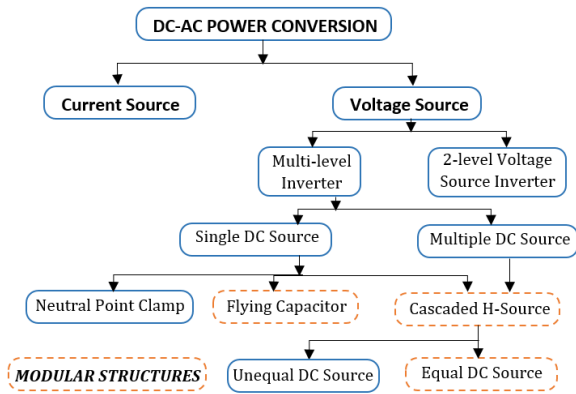 DC-AC POWER CONVERSION
Current Source
Voltage Source
Multi-level
Inverter
2-level Voltage
Source Inverter
Single DC Source
Multiple DC Source
Neutral Point Clamp
Flying Capacitor
Cascaded H-Source
MODULAR STRUCTURES
Unequal DC Source
Equal DC Source